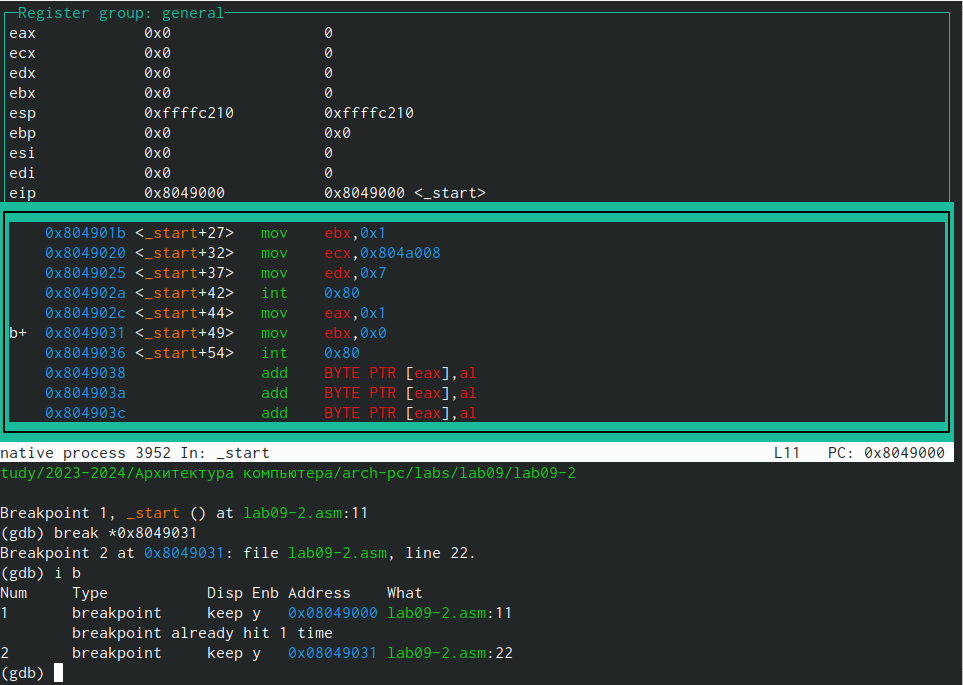 Register group: general
eax 0x0 0
ecx 0x0 0
edx 0x0 0
ebx 0x0 0
esp 0xffffc210 0xffffc210
ebp 0x0 0x0
esi 0x0 0
edi 0x0 0
eip 0x8049000 0x8049000 <_start>
0x804901b <_start+27> mov ebx,0x1
0x8049020 <_start+32> mov ecx,0x804a008
0x8049025 <_start+37> mov edx,0x7
0x804902a <_start+42> int 0x80
0x804902c <_start+44> mov eax,0x1
b+ 0x8049031 <_start+49> mov ebx,0x0
0x8049036 <_start+54> int 0x80
0x8049038 add BYTE PTR [eax],al
0x804903a add BYTE PTR [eax],al
0x804903c add BYTE PTR [eax],al
native process 3952 In: _start L11 PC: 0x8049000
tudy/2023-2024/Архитектура компьютера/arch-pc/labs/lab09/lab09-2
Breakpoint 1, _start () at lab09-2.asm:11
(gdb) break *0x8049031
Breakpoint 2 at 0x8049031: file lab09-2.asm, line 22.
(gdb) i b
Num Type Disp Enb Address What
1 breakpoint keep y 0x08049000 lab09-2.asm:11
breakpoint already hit 1 time
2 breakpoint keep y 0x08049031 lab09-2.asm:22
(gdb)